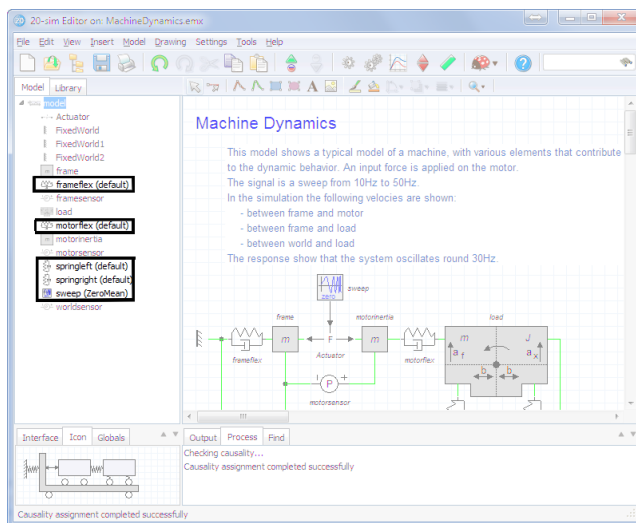 20-sim Editor on: MachineDynamics.emx
File Edit View Insert Model Drawing Settings Tools Help
Model Library
model
Actuator
FixedWorld
FixedWorld1
FixedWorld2
frame
frameflex (default)
framesensor
load
motorflex (default)
motorinertia
motorsensor
springleft (default)
springright (default)
sweep (ZeroMean)
worldsensor
Machine Dynamics
This model shows a typical model of a machine, with various elements that contribute
to the dynamic behavior. An input force is applied on the motor.
The signal is a sweep from 10Hz to 50Hz.
In the simulation the following velocies are shown:
- between frame and motor
- between frame and load
- between world and load
The response show that the system oscillates round 30Hz.
zero
sweep
frame motorinertia load
m F m m J
a f a x
frameflex Actuator motorflex b b
P
motorsensor
Interface Icon Globals
Output Process Find
Checking causality...
Causality assignment completed successfully
Causality assignment completed successfully